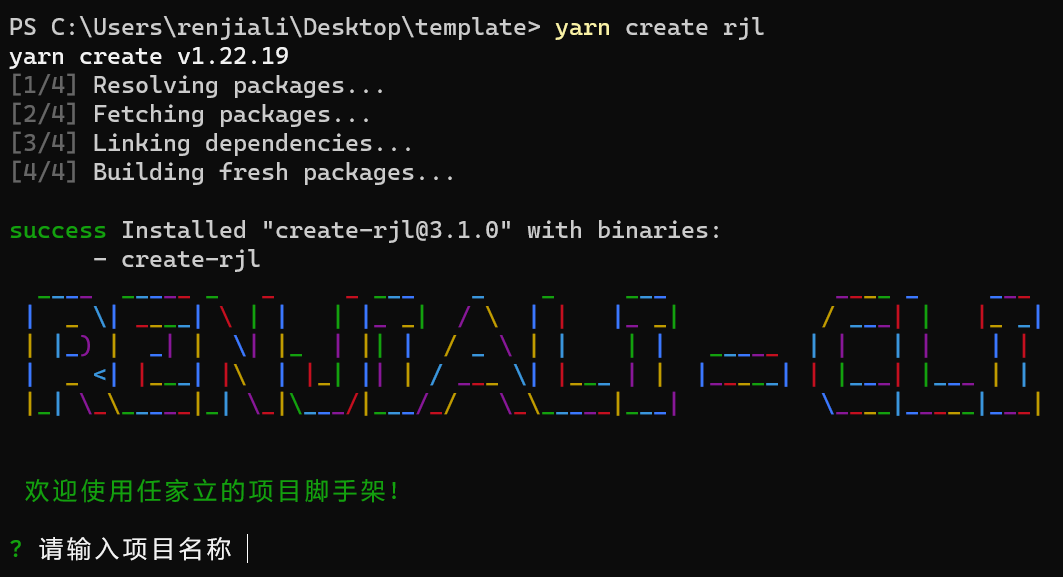 PS C:\Users\renjiali\Desktop\template> yarn create rjl
yarn create v1.22.19
[1/4] Resolving packages...
[2/4] Fetching packages...
[3/4] Linking dependencies...
[4/4] Building fresh packages...
success Installed "create-rjl@3.1.0" with binaries:
- create-rjl
RENJIALI-CLI
欢迎使用任家立的项目脚手架!
? 请输入项目名称